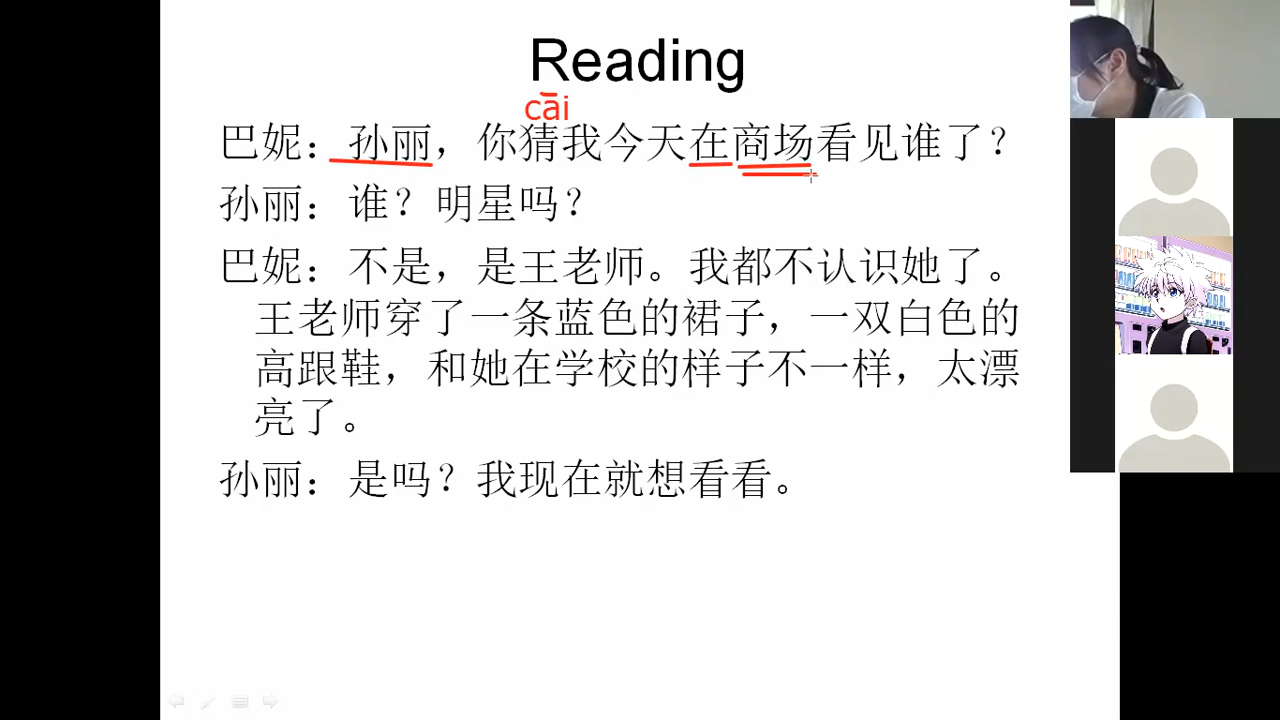 Reading
cāi
巴妮：孙丽，你猜我今天在商场看见谁了？
孙丽：谁？明星吗？
巴妮：不是，是王老师。我都不认识她了。
王老师穿了一条蓝色的裙子，一双白色的
高跟鞋，和她在学校的样子不一样，太漂
亮了。
孙丽：是吗？我现在就想看看。